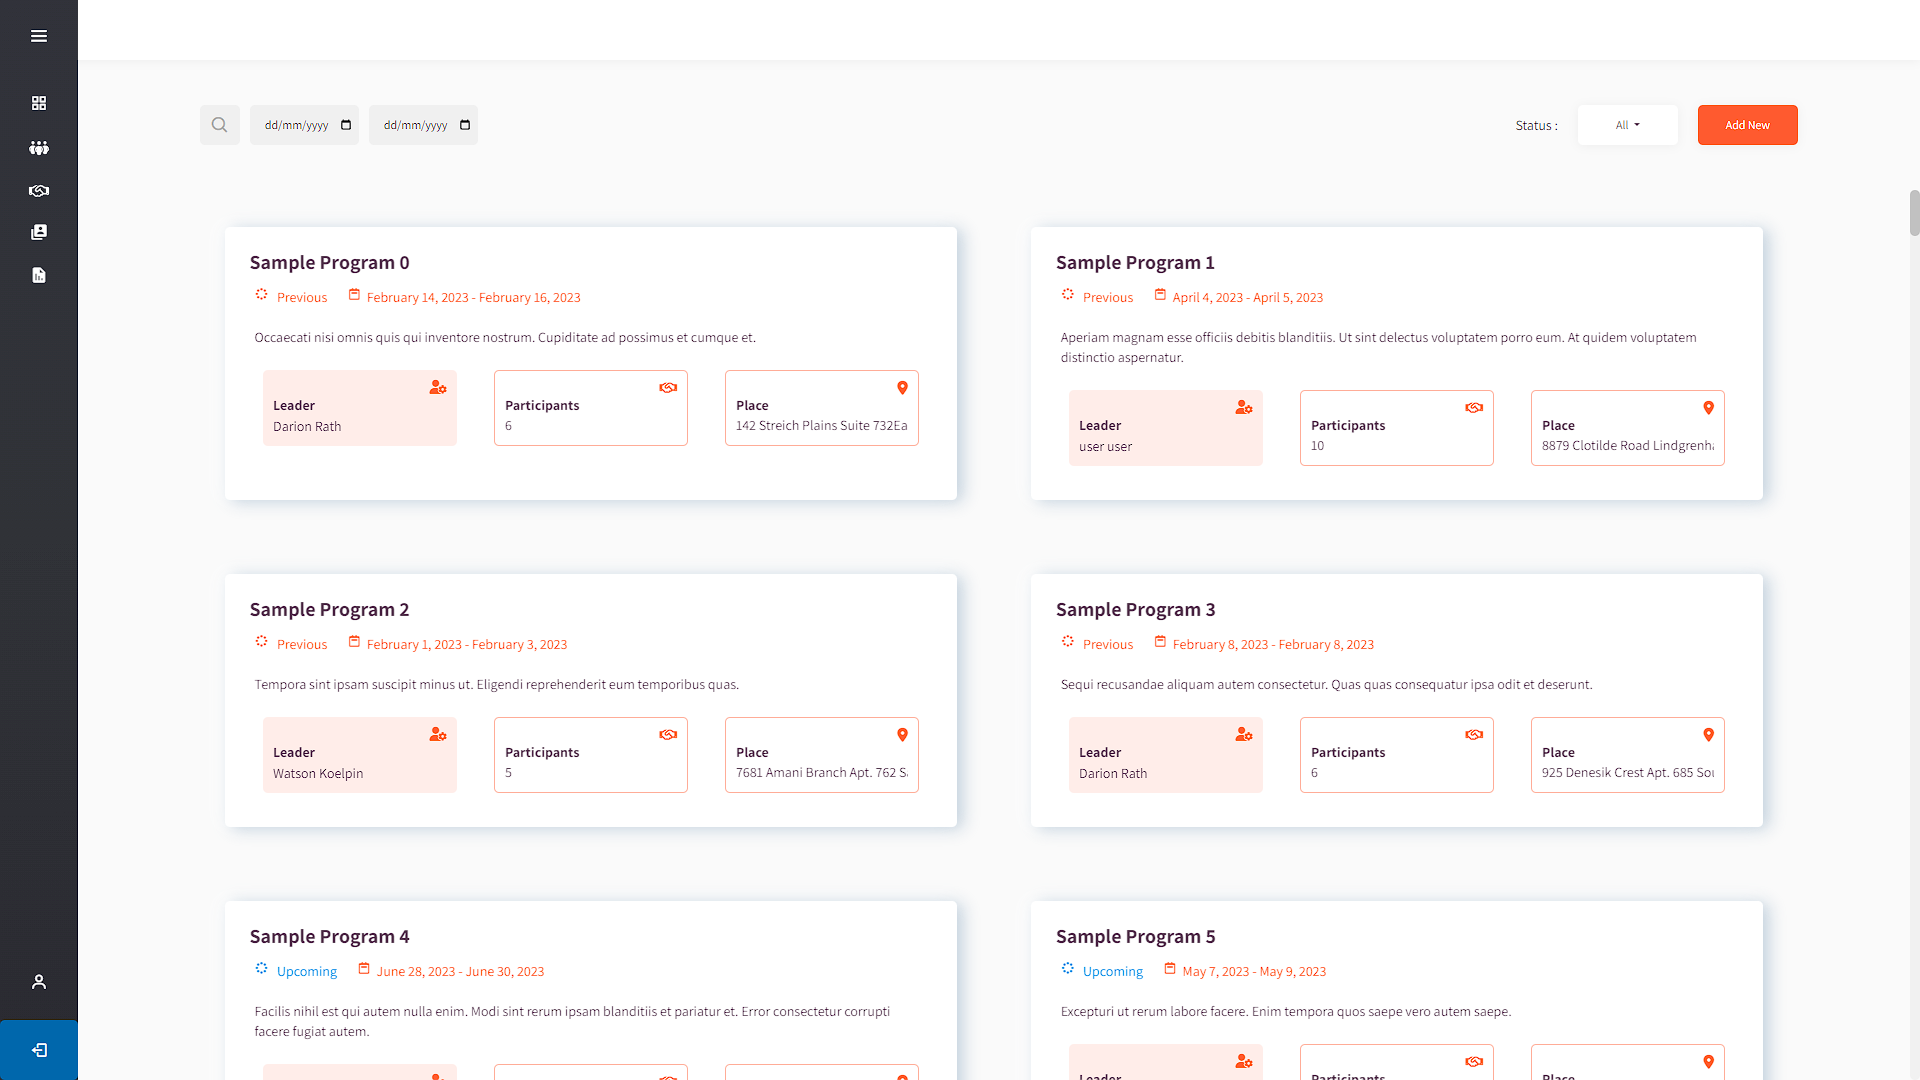 dd/mm/yyyy
dd/mm/yyyy
Status :
All
Add New
Sample Program 0
Previous
February 14, 2023 - February 16, 2023
Occaecati nisi omnis quis qui inventore nostrum. Cupiditate ad possimus et cumque et.
Leader
Darion Rath
Participants
6
Place
142 Streich Plains Suite 732Ea
Sample Program 1
Previous
April 4, 2023 - April 5, 2023
Aperiam magnam esse officiis debitis blanditiis. Ut sint delectus voluptatem porro eum. At quidem voluptatem
distinctio aspernatur.
Leader
user user
Participants
10
Place
8879 Clotilde Road Lindgrenha
Sample Program 2
Previous
February 1, 2023 - February 3, 2023
Tempora sint ipsam suscipit minus ut. Eligendi reprehenderit eum temporibus quas.
Leader
Watson Koelpin
Participants
5
Place
7681 Amani Branch Apt. 762 S
Sample Program 3
Previous
February 8, 2023 - February 8, 2023
Sequi recusandae aliquam autem consectetur. Quas quas consequatur ipsa odit et deserunt.
Leader
Darion Rath
Participants
6
Place
925 Denesik Crest Apt. 685 Sou
Sample Program 4
Upcoming
June 28, 2023 - June 30, 2023
Facilis nihil est qui autem nulla enim. Modi sint rerum ipsam blanditiis et pariatur et. Error consectetur corrupti
facere fugiat autem.
Sample Program 5
Upcoming
May 7, 2023 - May 9, 2023
Excepturi ut rerum labore facere. Enim tempora quos saepe vero autem saepe.
Leader
Participants
Place